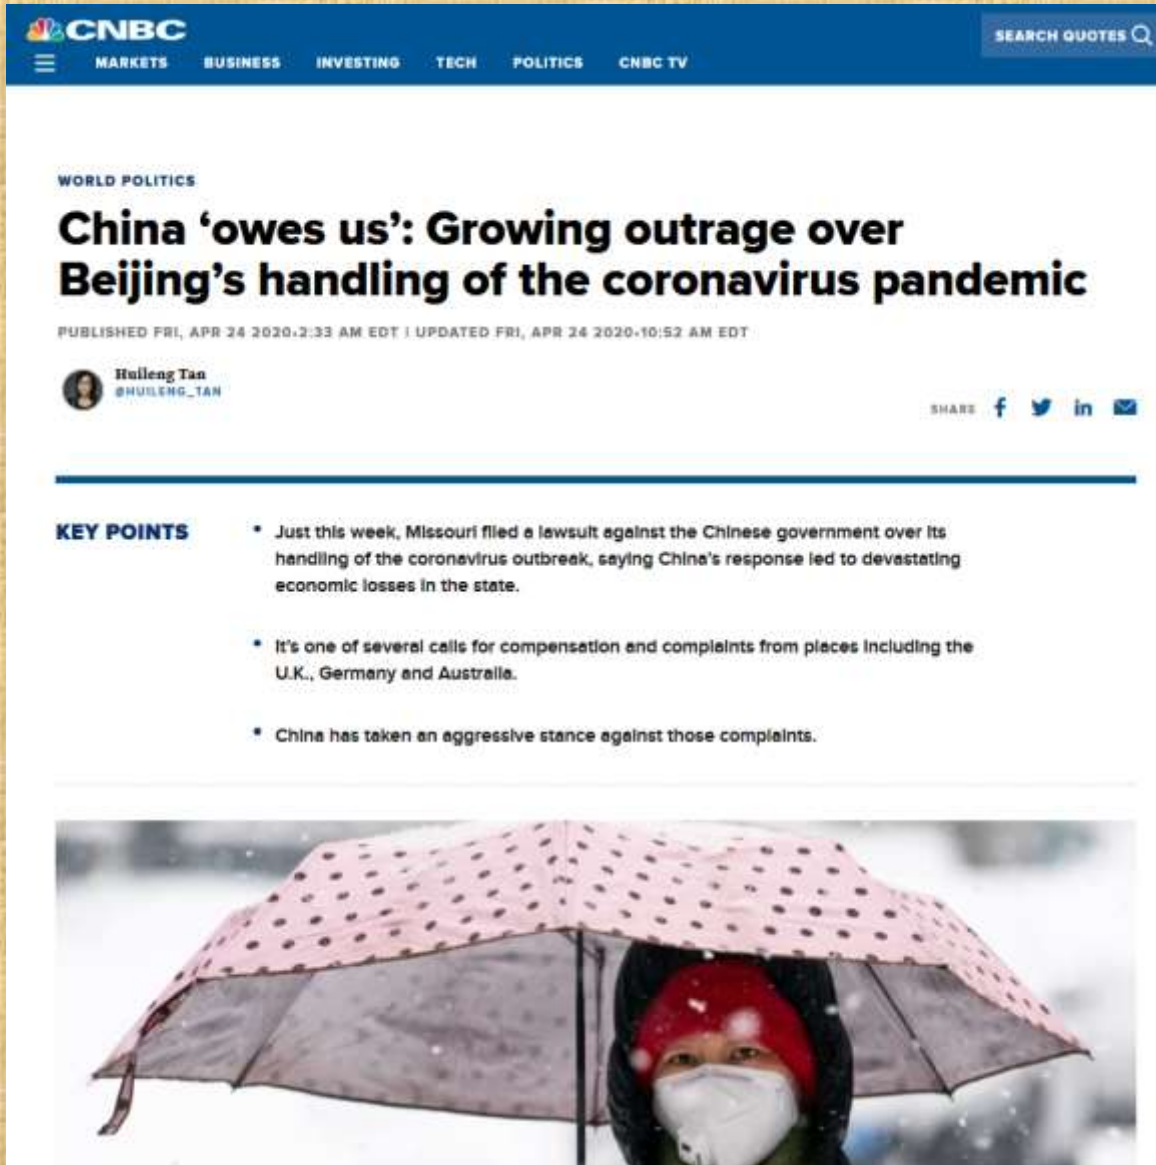 CNBC
SEARCH QUOTES
MARKETS BUSINESS INVESTING TECH POLITICS CNBC TV
WORLD POLITICS
China ‘owes us’: Growing outrage over
Beijing’s handling of the coronavirus pandemic
PUBLISHED FRI, APR 24 2020•2:33 AM EDT | UPDATED FRI, APR 24 2020•10:52 AM EDT
Huileng Tan
@HUILENG_TAN
SHARE
KEY POINTS
• Just this week, Missouri filed a lawsuit against the Chinese government over its
handling of the coronavirus outbreak, saying China’s response led to devastating
economic losses in the state.
• It’s one of several calls for compensation and complaints from places including the
U.K., Germany and Australia.
• China has taken an aggressive stance against those complaints.